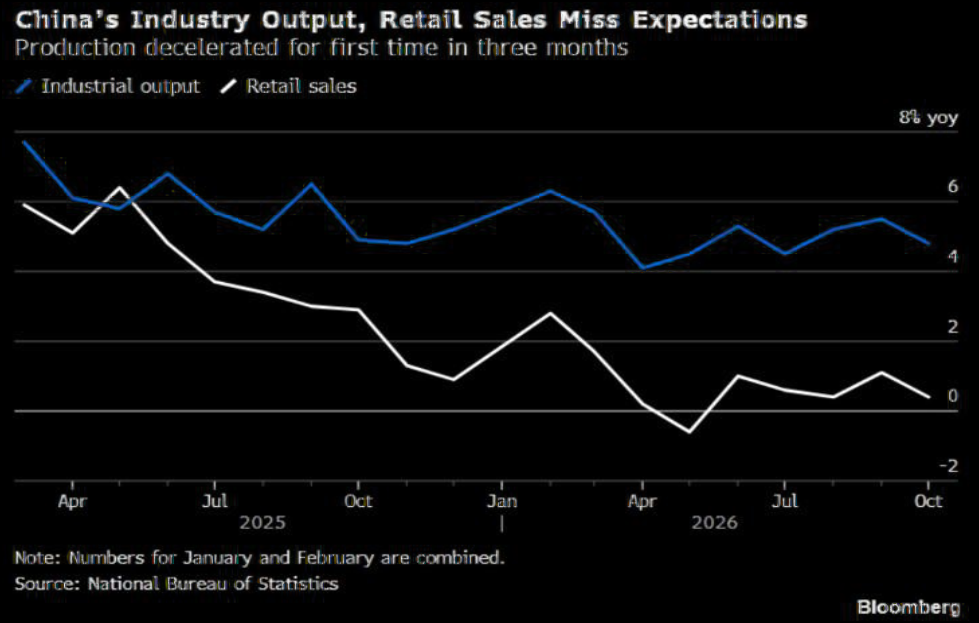 China's Industry Output, Retail Sales Miss Expectations
Production decelerated for first time in three months
Industrial output Retail sales
8% yoy
6
4
2
0
-2
Apr Jul Oct Jan Apr Jul Oct
2025 | 2026
Note: Numbers for January and February are combined.
Source: National Bureau of Statistics
Bloomberg